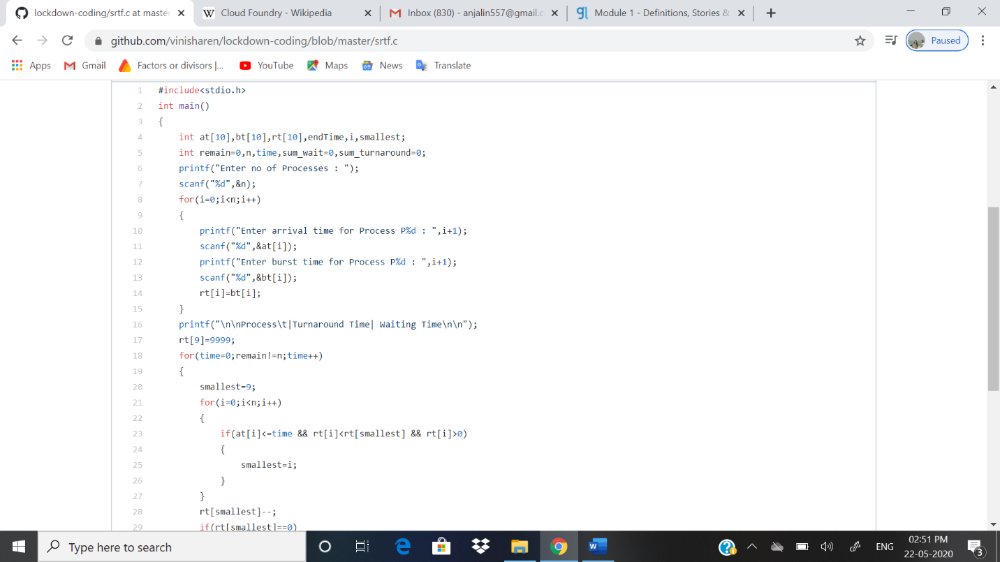 lockdown-coding/srtf.c at master
W Cloud Foundry - Wikipedia
Inbox (830) - anjalin557@gmail.c
gl Module 1 - Definitions, Stories &
github.com/vinisharen/lockdown-coding/blob/master/srtf.c
Paused
Apps
Gmail
Factors or divisors |...
YouTube
Maps
News
Translate
1 #include<stdio.h>
2 int main()
3 {
4 int at[10],bt[10],rt[10],endTime,i,smallest;
5 int remain=0,n,time,sum_wait=0,sum_turnaround=0;
6 printf("Enter no of Processes : ");
7 scanf("%d",&n);
8 for(i=0;i<n;i++)
9 {
10 printf("Enter arrival time for Process P%d : ",i+1);
11 scanf("%d",&at[i]);
12 printf("Enter burst time for Process P%d : ",i+1);
13 scanf("%d",&bt[i]);
14 rt[i]=bt[i];
15 }
16 printf("\n\nProcess\t|Turnaround Time| Waiting Time\n\n");
17 rt[9]=9999;
18 for(time=0;remain!=n;time++)
19 {
20 smallest=9;
21 for(i=0;i<n;i++)
22 {
23 if(at[i]<=time && rt[i]<rt[smallest] && rt[i]>0)
24 {
25 smallest=i;
26 }
27 }
28 rt[smallest]--;
29 if(rt[smallest]==0)
Type here to search
ENG
02:51 PM
22-05-2020
3